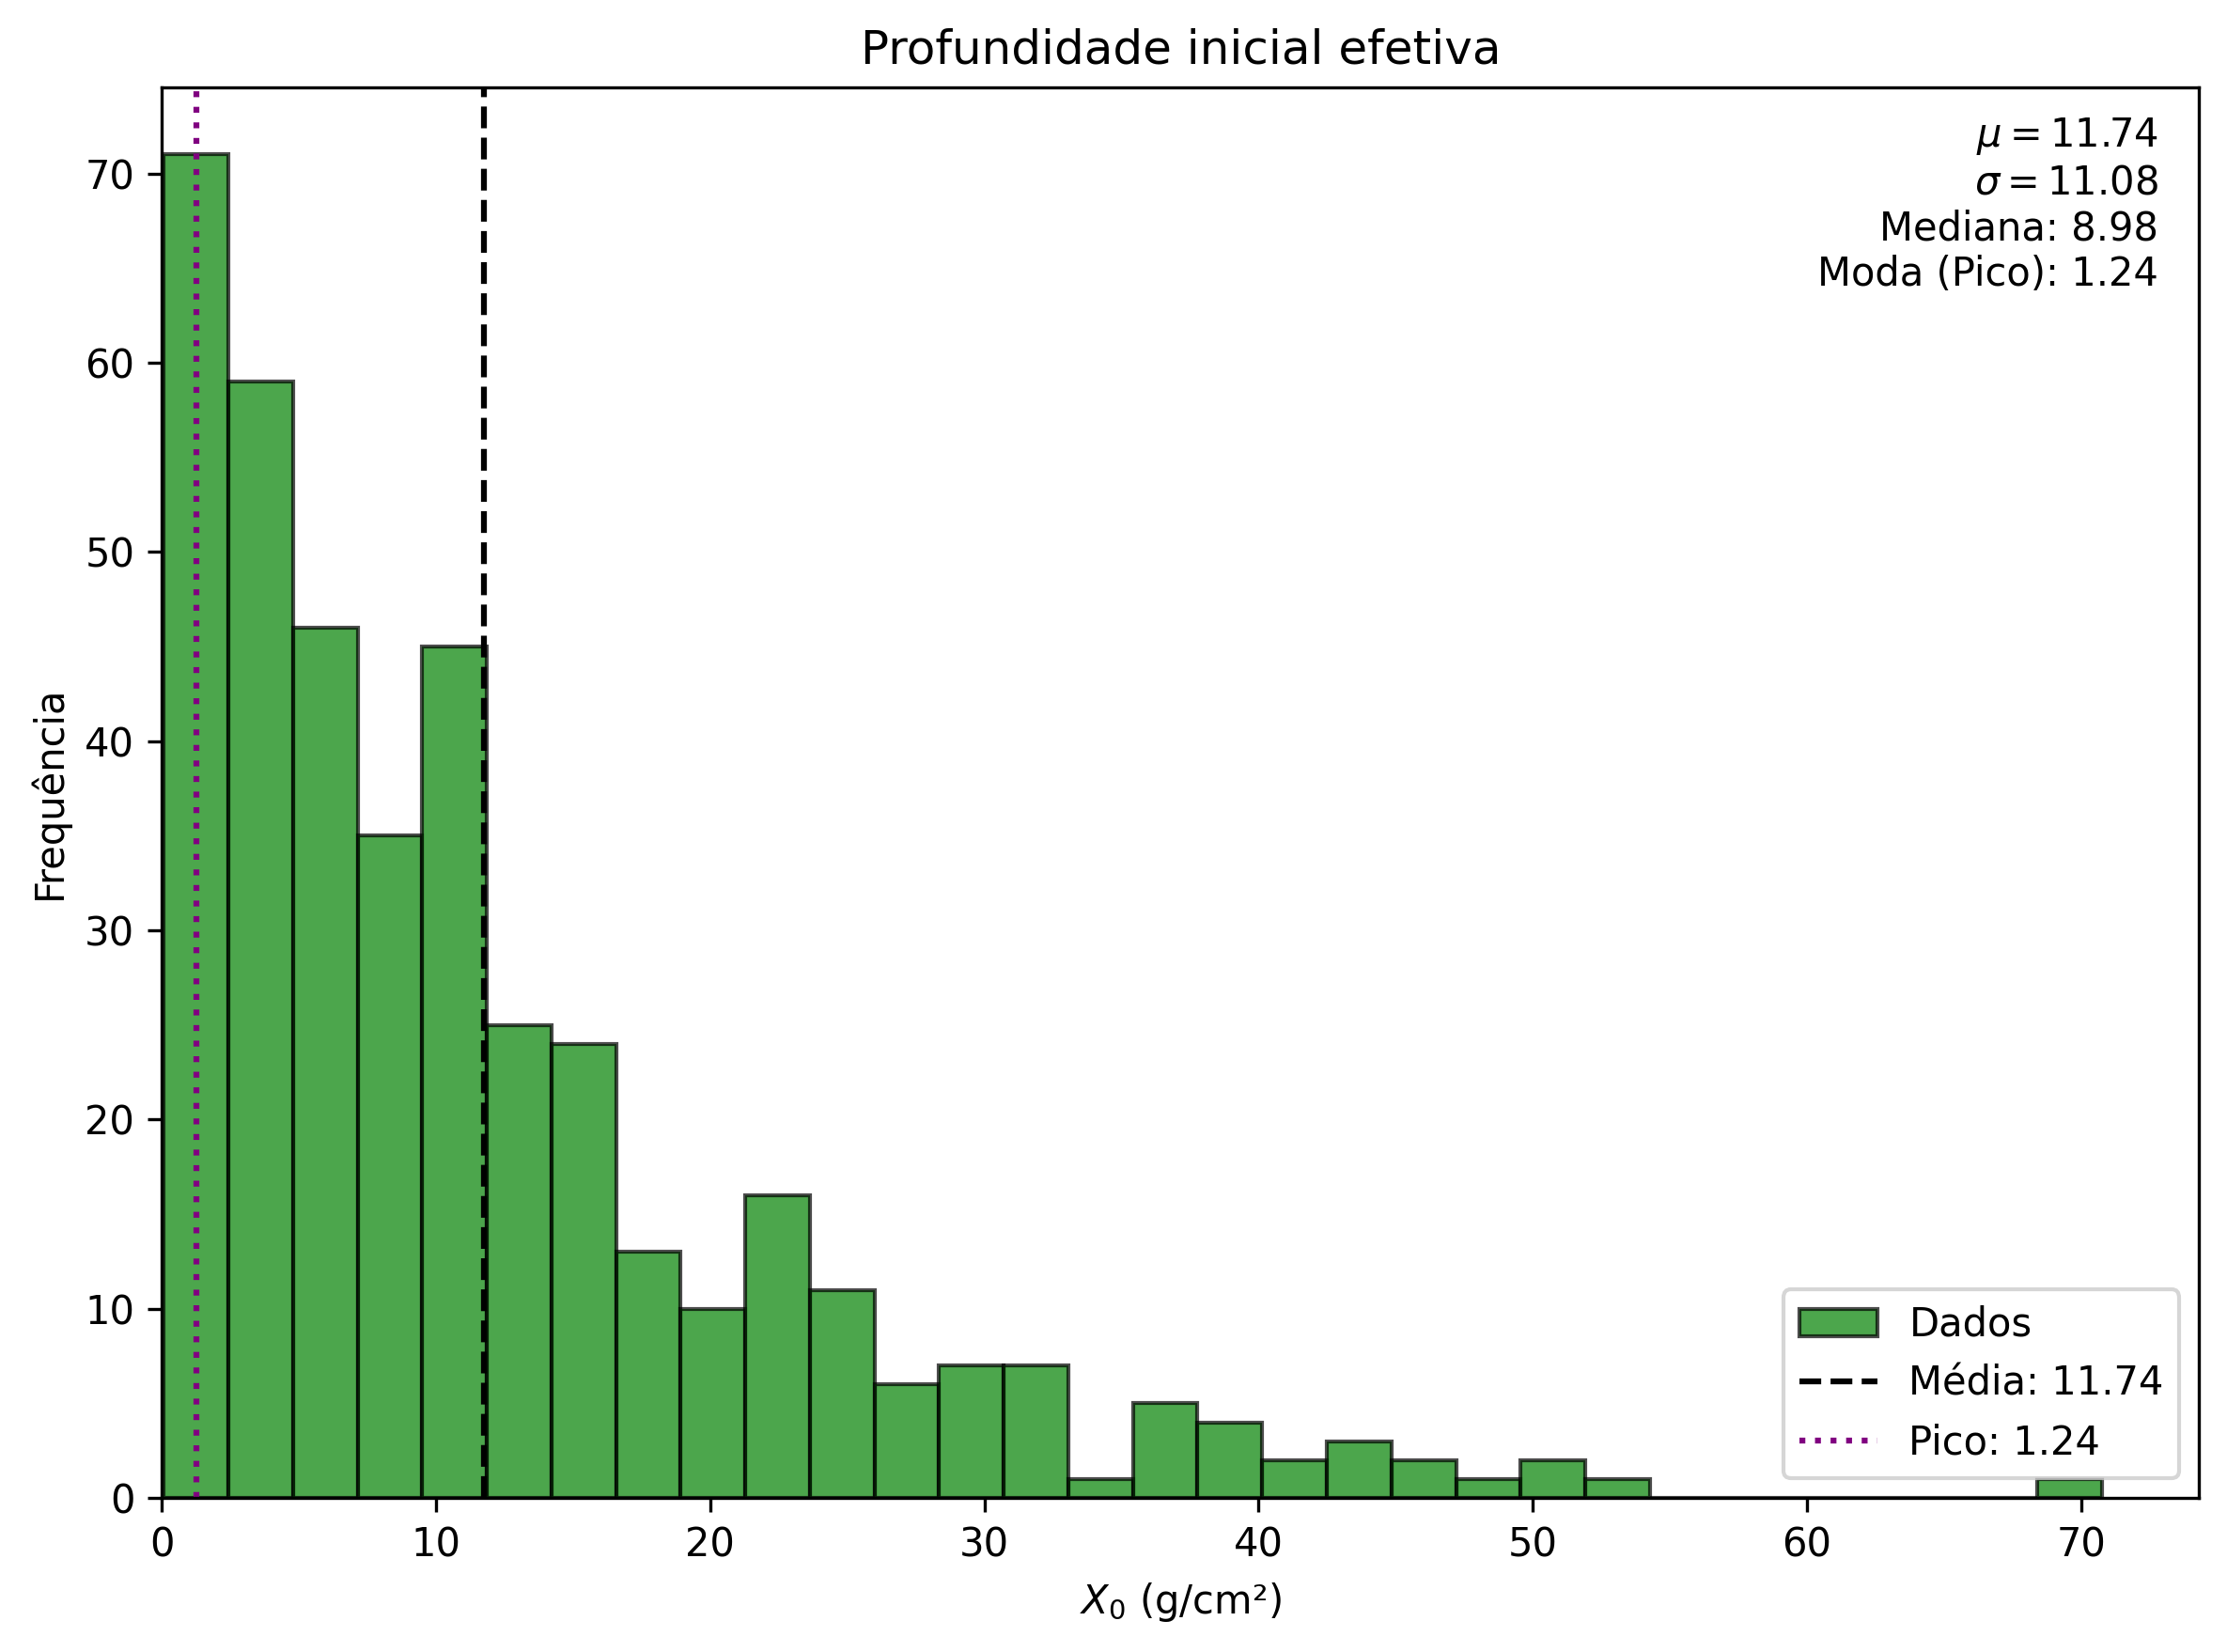 Profundidade inicial efetiva
μ = 11.74
σ = 11.08
Mediana: 8.98
Moda (Pico): 1.24
Frequência
70
60
50
40
30
20
10
0
Dados
Média: 11.74
Pico: 1.24
0 10 20 30 40 50 60 70
X₀ (g/cm²)